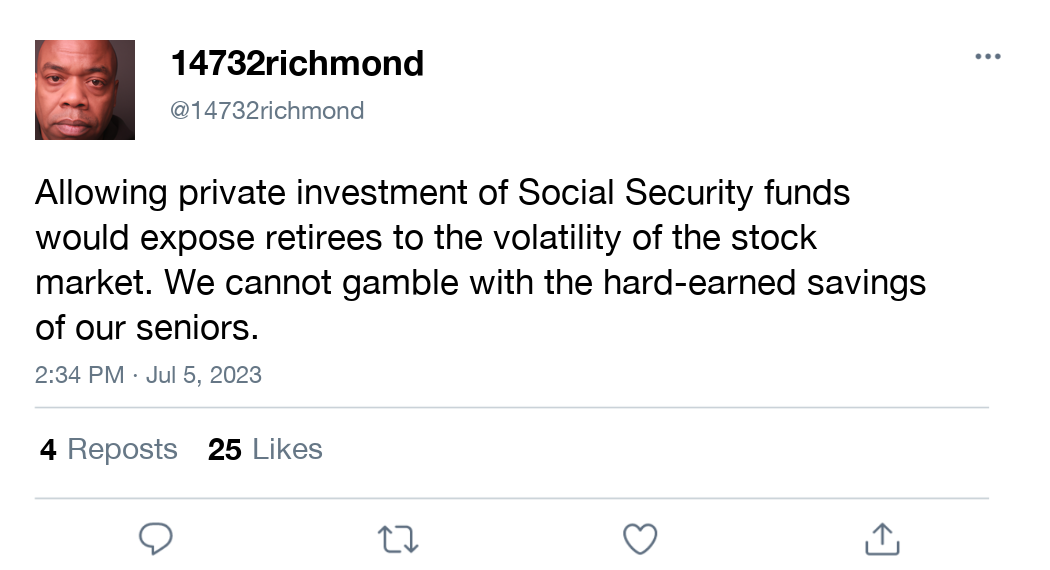 14732richmond
@14732richmond
Allowing private investment of Social Security funds
would expose retirees to the volatility of the stock
market. We cannot gamble with the hard-earned savings
of our seniors.
2:34 PM · Jul 5, 2023
4 Reposts 25 Likes